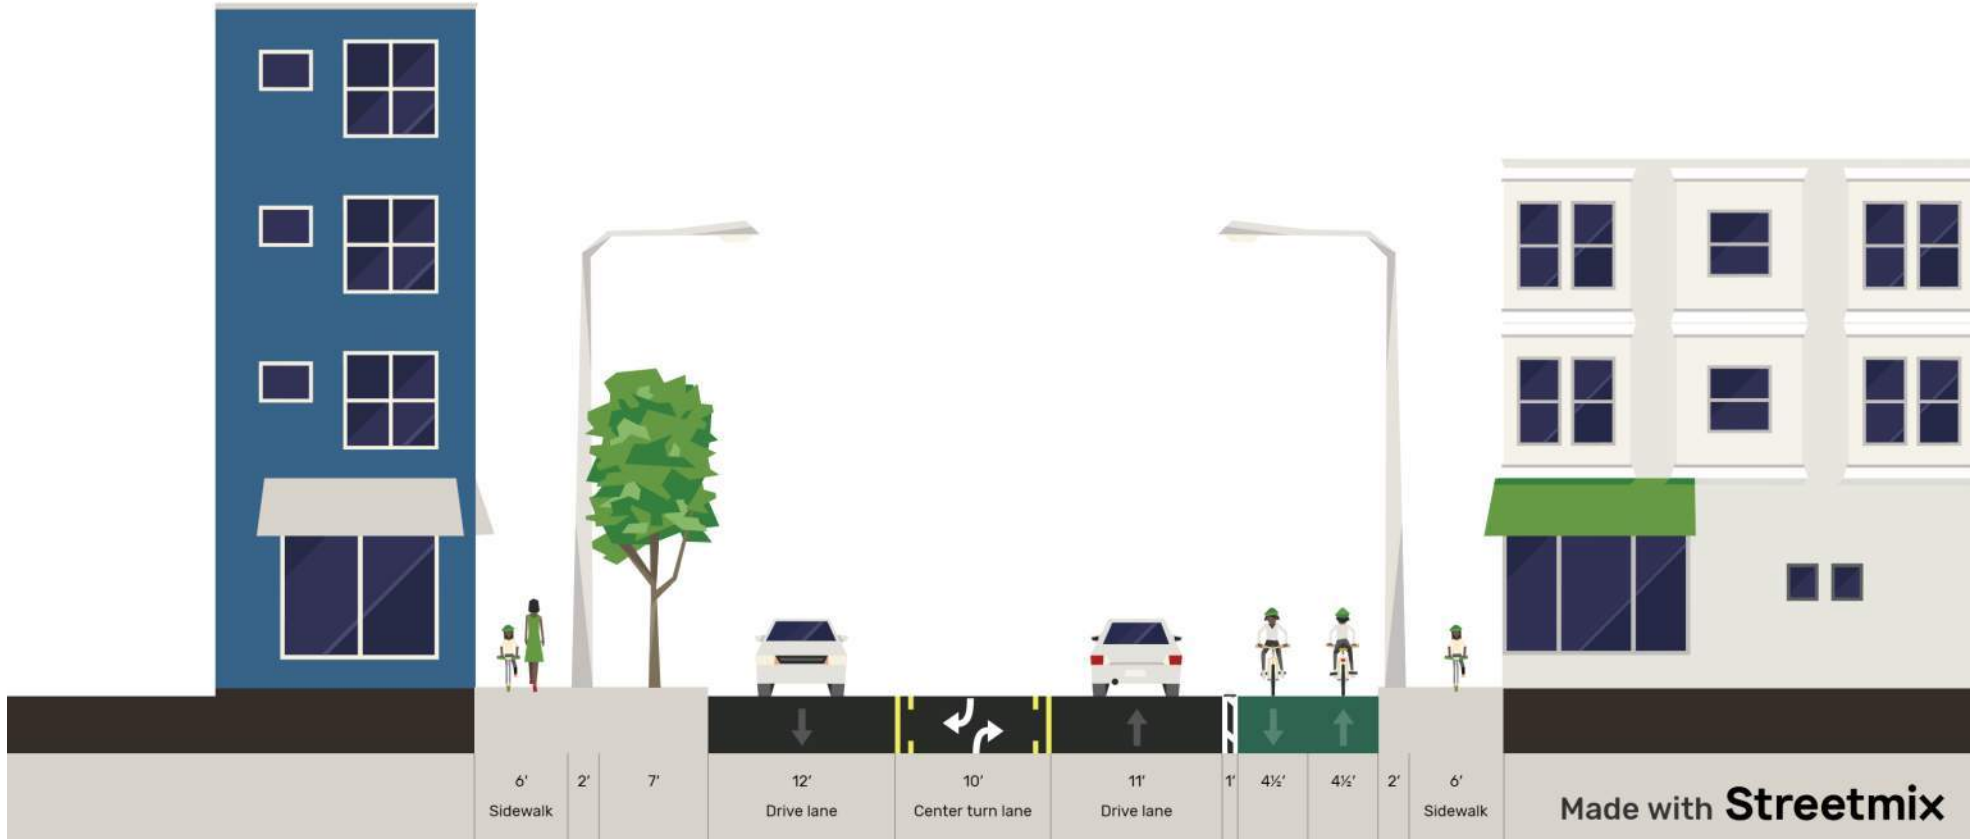 6' 2' 7' 12' 10' 11' 1' 4½' 4½' 2' 6'
Sidewalk Drive lane Center turn lane Drive lane Sidewalk
Made with Streetmix